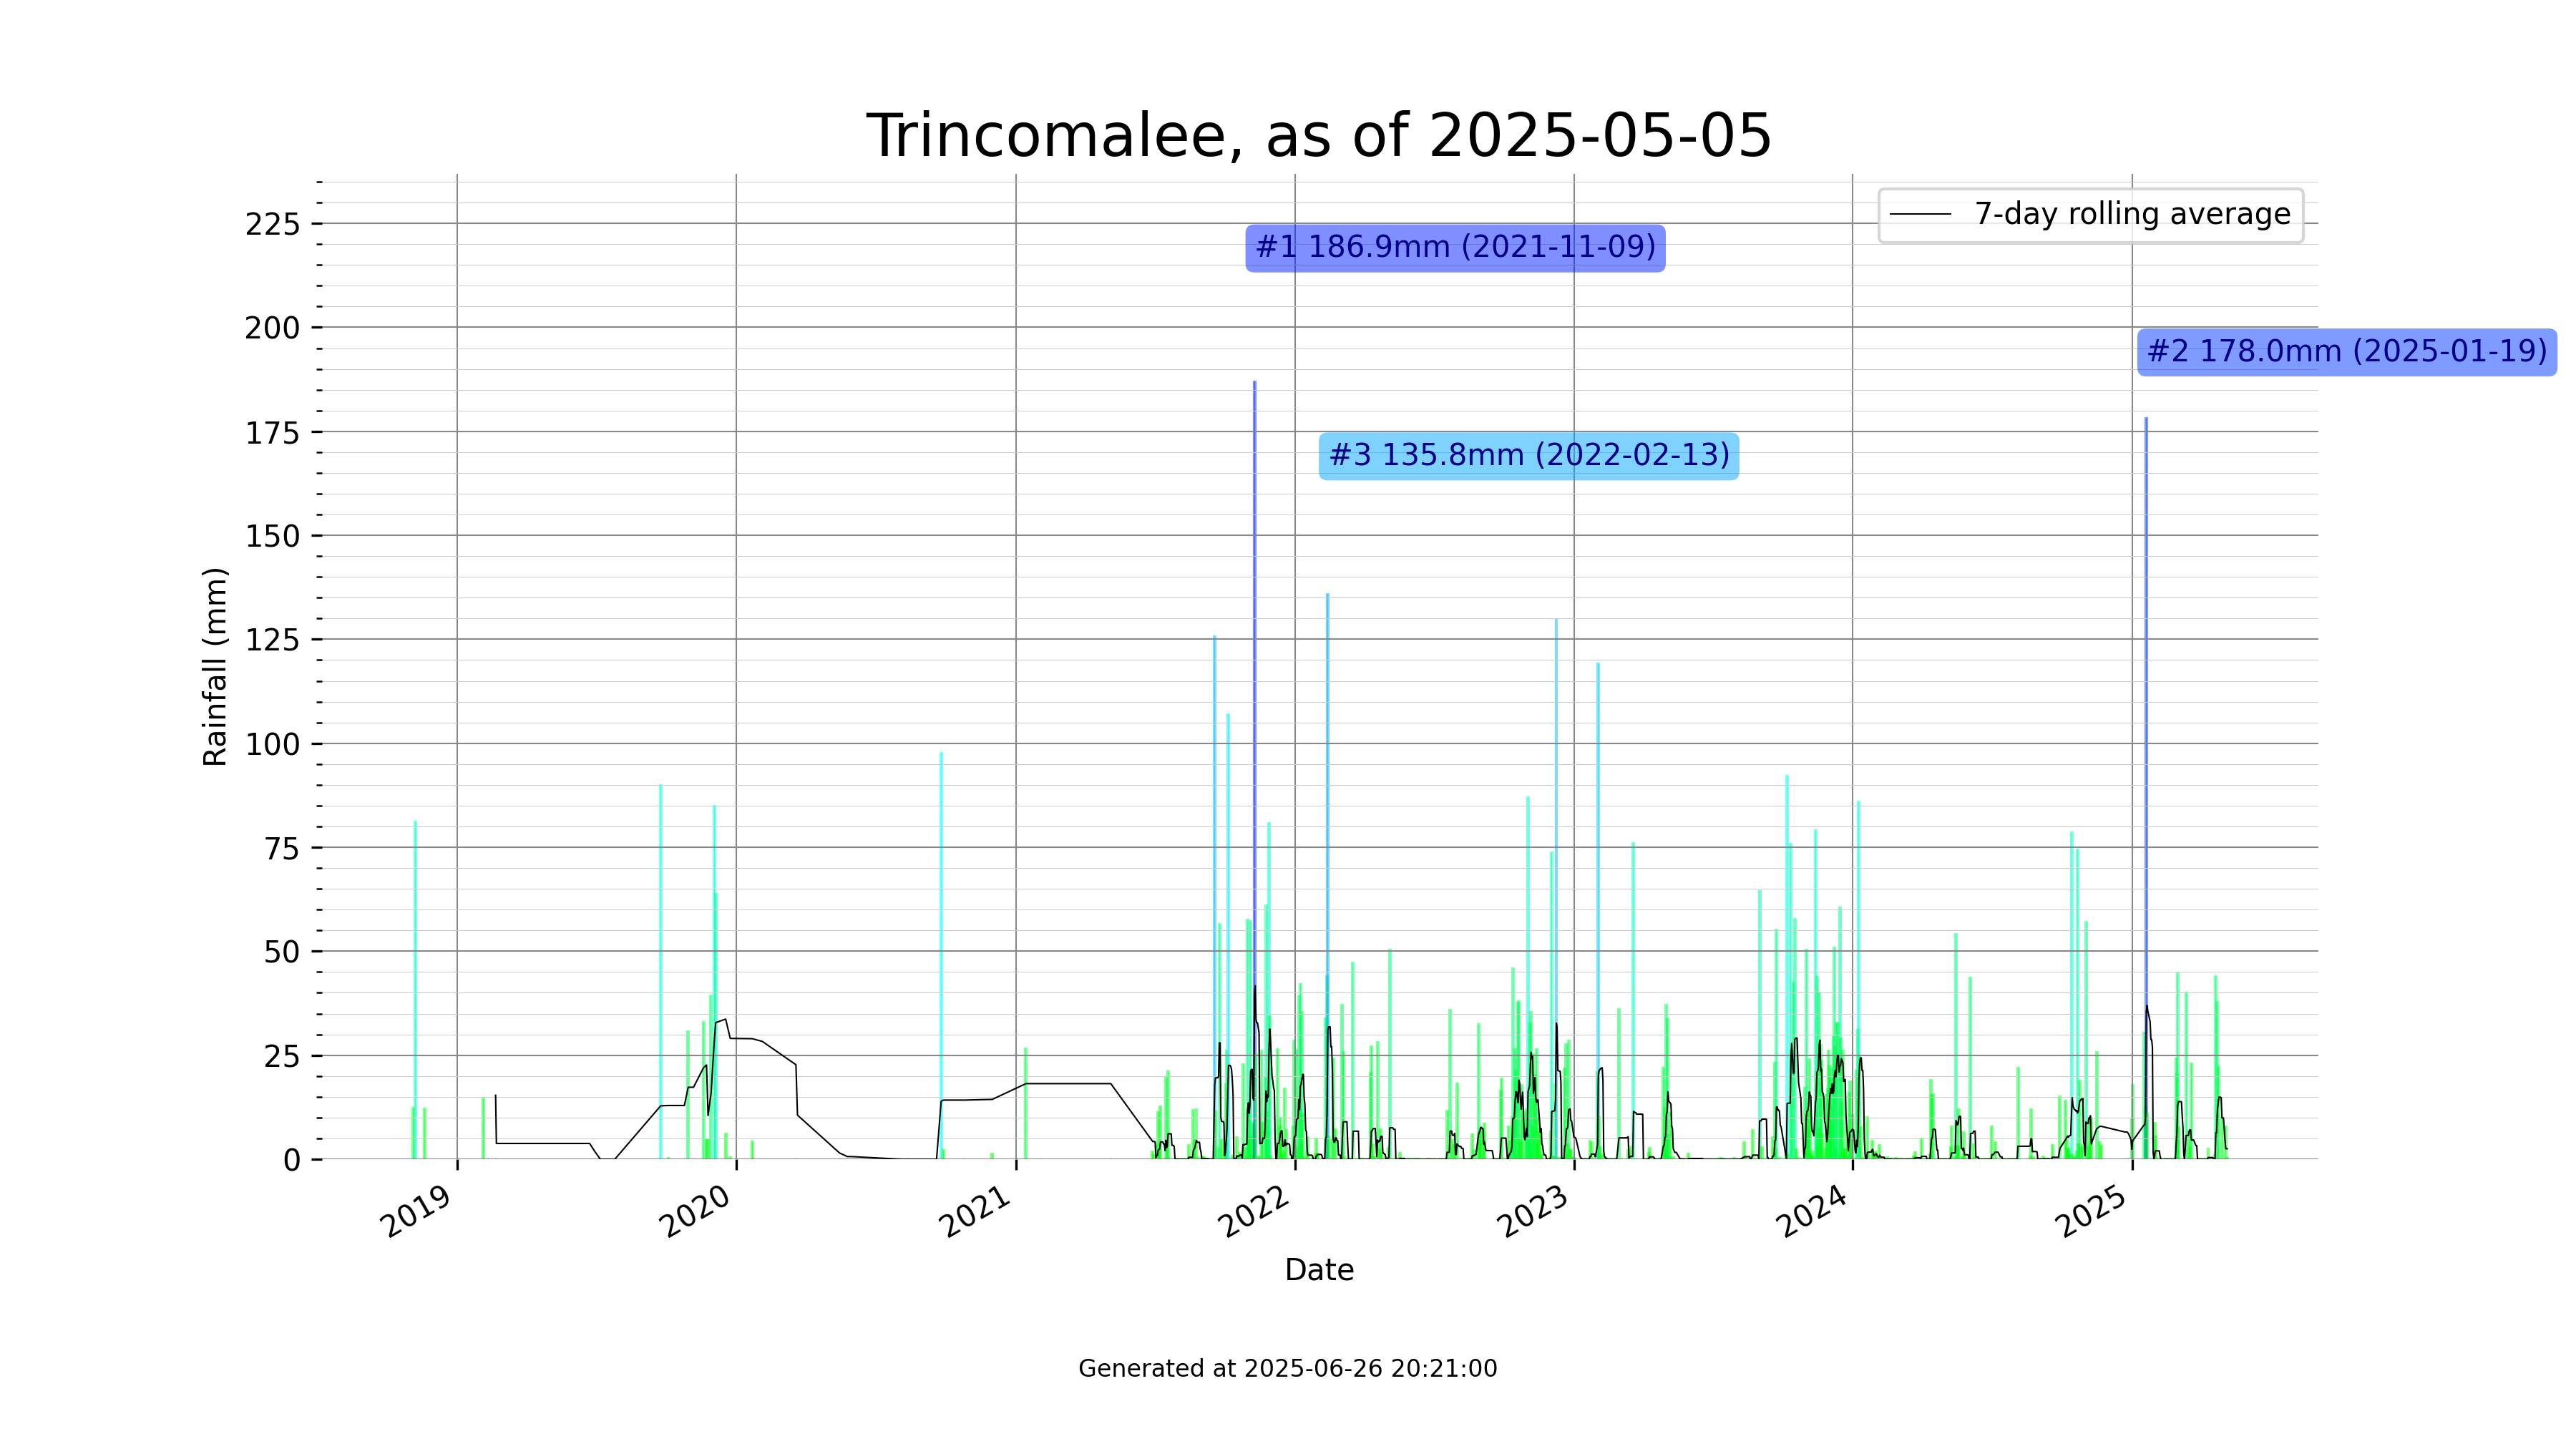 Trincomalee, as of 2025-05-05
7-day rolling average
#1 186.9mm (2021-11-09)
#2 178.0mm (2025-01-19)
#3 135.8mm (2022-02-13)
Rainfall (mm)
225
200
175
150
125
100
75
50
25
0
2019
2020
2021
2022
2023
2024
2025
Date
Generated at 2025-06-26 20:21:00